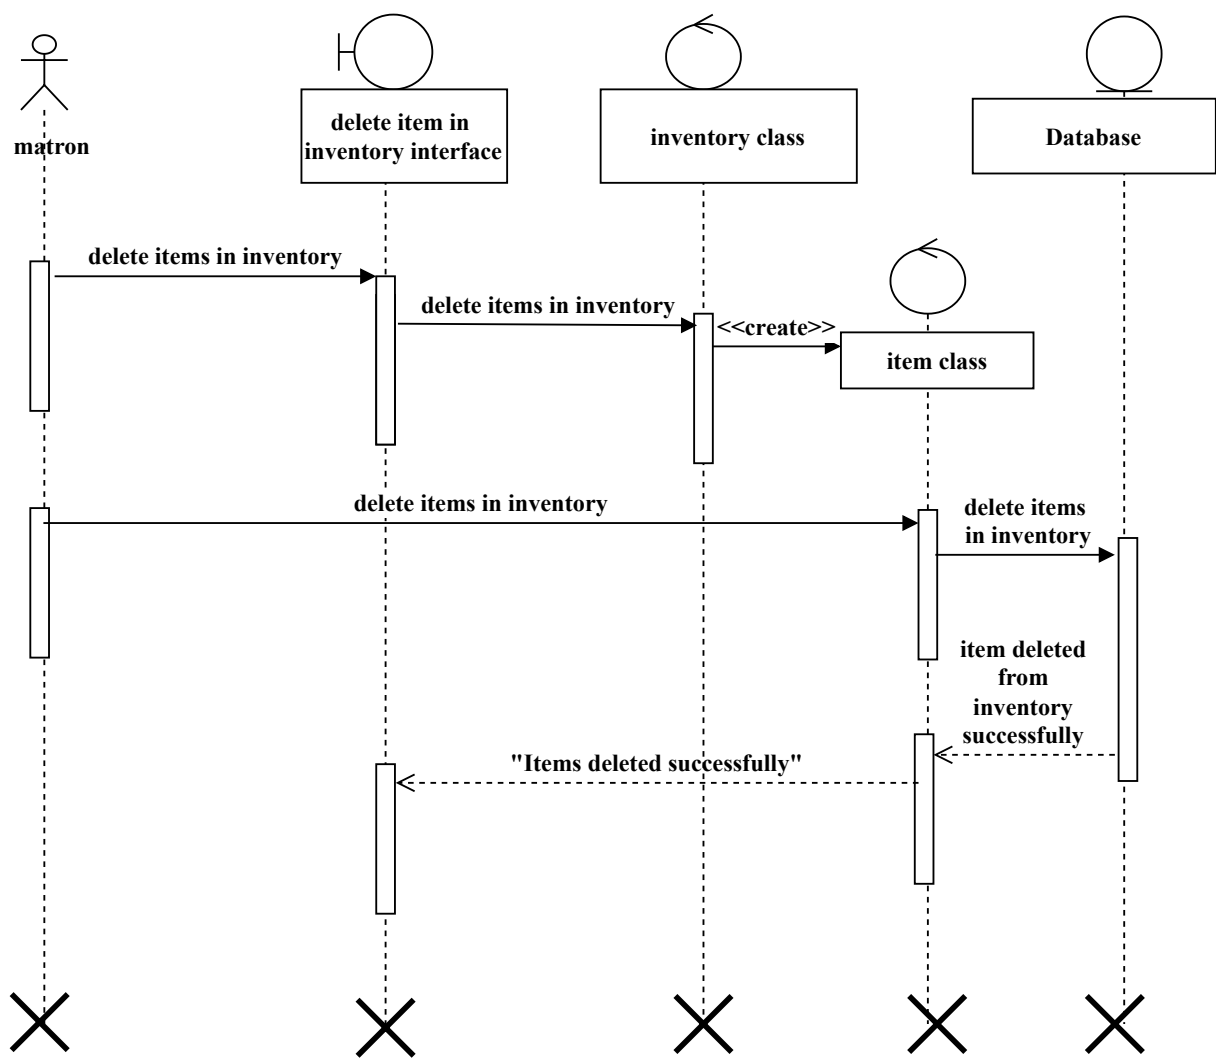 matron
delete item in
inventory interface
inventory class
Database
delete items in inventory
delete items in inventory
<<create>>
item class
delete items in inventory
delete items
in inventory
item deleted
from
inventory
successfully
"Items deleted successfully"